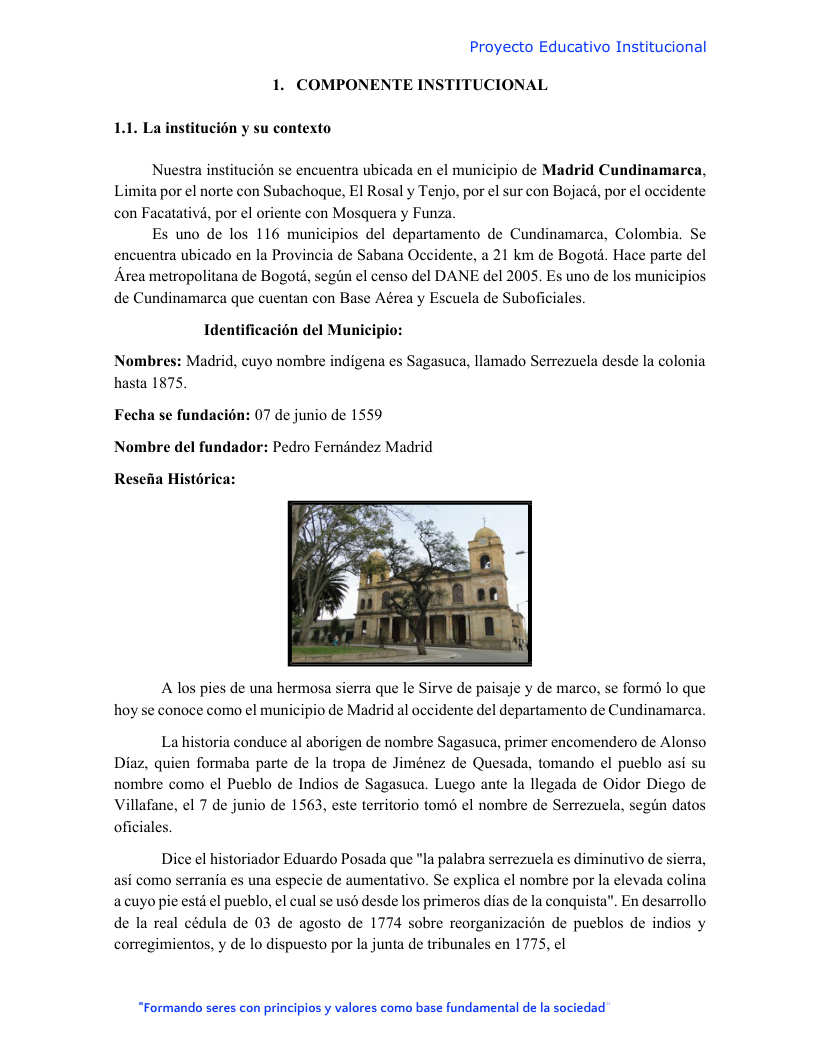 Proyecto Educativo Institucional
1. COMPONENTE INSTITUCIONAL
1.1. La institución y su contexto
Nuestra institución se encuentra ubicada en el municipio de Madrid Cundinamarca,
Limita por el norte con Subachoque, El Rosal y Tenjo, por el sur con Bojacá, por el occidente
con Facatativá, por el oriente con Mosquera y Funza.
Es uno de los 116 municipios del departamento de Cundinamarca, Colombia. Se
encuentra ubicado en la Provincia de Sabana Occidente, a 21 km de Bogotá. Hace parte del
Área metropolitana de Bogotá, según el censo del DANE del 2005. Es uno de los municipios
de Cundinamarca que cuentan con Base Aérea y Escuela de Suboficiales.
Identificación del Municipio:
Nombres: Madrid, cuyo nombre indígena es Sagasuca, llamado Serrezuela desde la colonia
hasta 1875.
Fecha se fundación: 07 de junio de 1559
Nombre del fundador: Pedro Fernández Madrid
Reseña Histórica:
A los pies de una hermosa sierra que le Sirve de paisaje y de marco, se formó lo que
hoy se conoce como el municipio de Madrid al occidente del departamento de Cundinamarca.
La historia conduce al aborigen de nombre Sagasuca, primer encomendero de Alonso
Díaz, quien formaba parte de la tropa de Jiménez de Quesada, tomando el pueblo así su
nombre como el Pueblo de Indios de Sagasuca. Luego ante la llegada de Oidor Diego de
Villafane, el 7 de junio de 1563, este territorio tomó el nombre de Serrezuela, según datos
oficiales.
Dice el historiador Eduardo Posada que "la palabra serrezuela es diminutivo de sierra,
así como serranía es una especie de aumentativo. Se explica el nombre por la elevada colina
a cuyo pie está el pueblo, el cual se usó desde los primeros días de la conquista". En desarrollo
de la real cédula de 03 de agosto de 1774 sobre reorganización de pueblos de indios y
corregimientos, y de lo dispuesto por la junta de tribunales en 1775, el
"Formando seres con principios y valores como base fundamental de la sociedad"